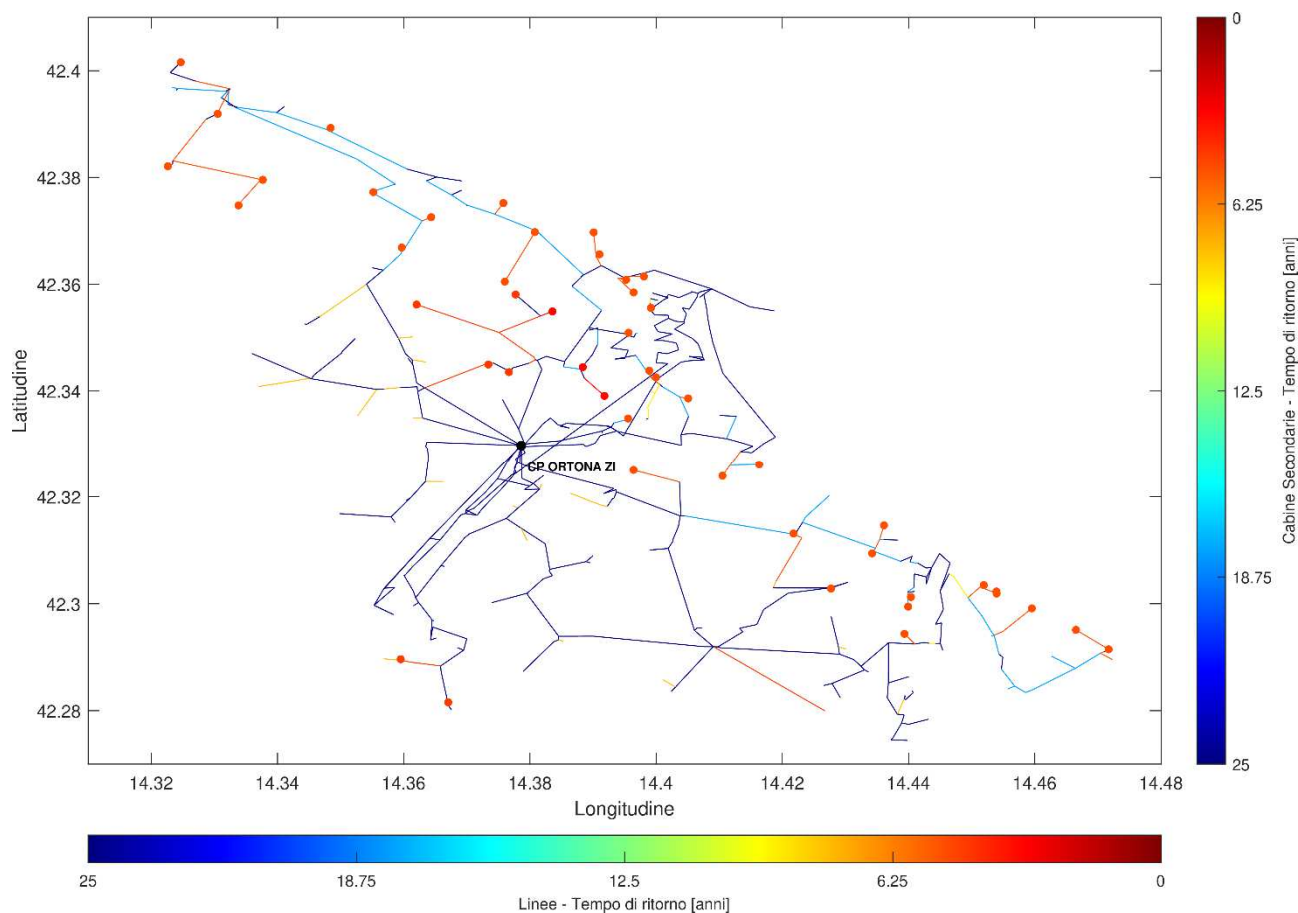 42.4
42.38
42.36
42.34
42.32
42.3
42.28
Latitudine
CP ORTONA ZI
14.32 14.34 14.36 14.38 14.4 14.42 14.44 14.46 14.48
Longitudine
0
6.25
12.5
18.75
25
Cabine Secondarie - Tempo di ritorno [anni]
25 18.75 12.5 6.25 0
Linee - Tempo di ritorno [anni]